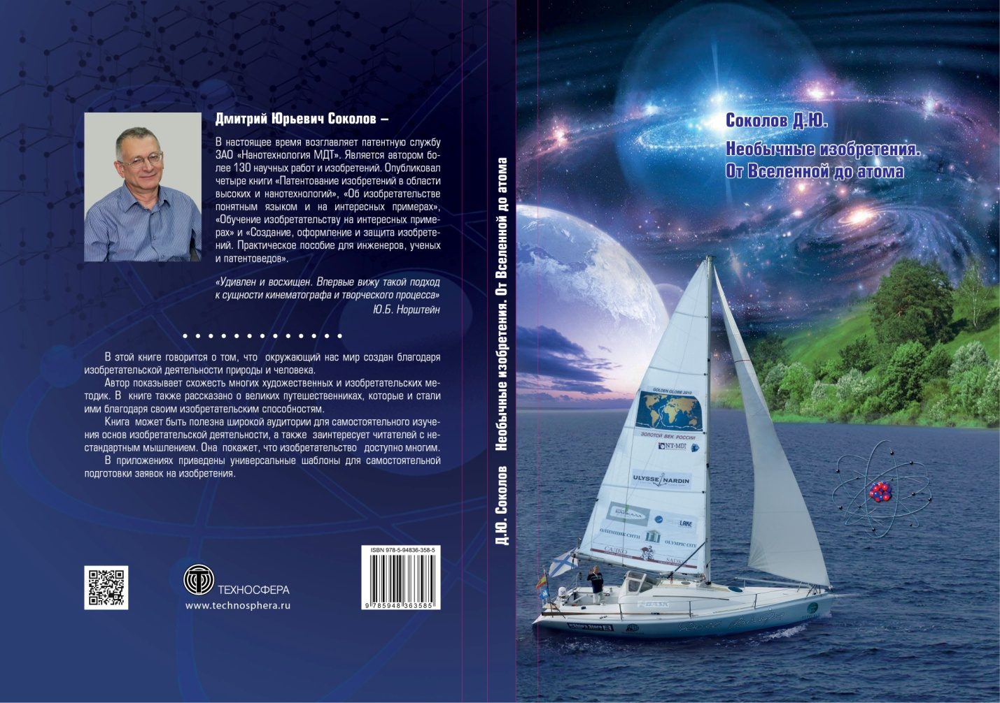 Дмитрий Юрьевич Соколов –
В настоящее время возглавляет патентную службу
ЗАО «Нанотехнология МДТ». Является автором бо-
лее 130 научных работ и изобретений. Опубликовал
четыре книги «Патентование изобретений в области
высоких и нанотехнологий», «Об изобретательстве
понятным языком и на интересных примерах»,
«Обучение изобретательству на интересных приме-
рах» и «Создание, оформление и защита изобрете-
ний. Практическое пособие для инженеров, ученых
и патентоведов».
«Удивлен и восхищен. Впервые вижу такой подход
к сущности кинематографа и творческого процесса»
Ю.Б. Норштейн
В этой книге говорится о том, что окружающий нас мир создан благодаря
изобретательской деятельности природы и человека.
Автор показывает схожесть многих художественных и изобретательских ме-
тодик. В книге также рассказано о великих путешественниках, которые и стали
ими благодаря своим изобретательским способностям.
Книга может быть полезна широкой аудитории для самостоятельного изуче-
ния основ изобретательской деятельности, а также заинтересует читателей с не-
стандартным мышлением. Она покажет, что изобретательство доступно многим.
В приложениях приведены универсальные шаблоны для самостоятельной
подготовки заявок на изобретения.
ТЕХНОСФЕРА
www.technosphera.ru
ISBN 978-5-94836-358-5
9 785948 363585
Д.Ю. Соколов Необычные изобретения. От Вселенной до атома
Соколов Д.Ю.
Необычные изобретения.
От Вселенной до атома
GOLDEN GLOBE 2010
ЗОЛОТОЙ ВЕК РОССИИ
NT-MDT
ULYSSE NARDIN
LAKE
ОЛИМПИК СИТИ
OLYMPIC CITY
САДКО
SADKO
BASK
Ship's Store